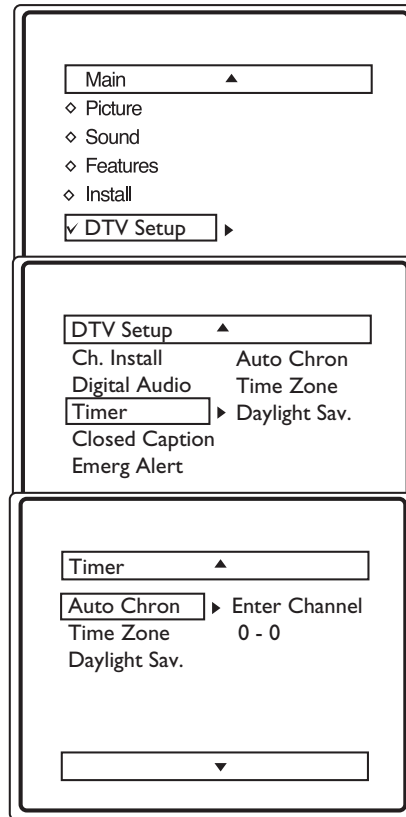 Main
Picture
Sound
Features
Install
DTV Setup
DTV Setup
Ch. Install Auto Chron
Digital Audio Time Zone
Timer Daylight Sav.
Closed Caption
Emerg Alert
Timer
Auto Chron Enter Channel
Time Zone 0 - 0
Daylight Sav.